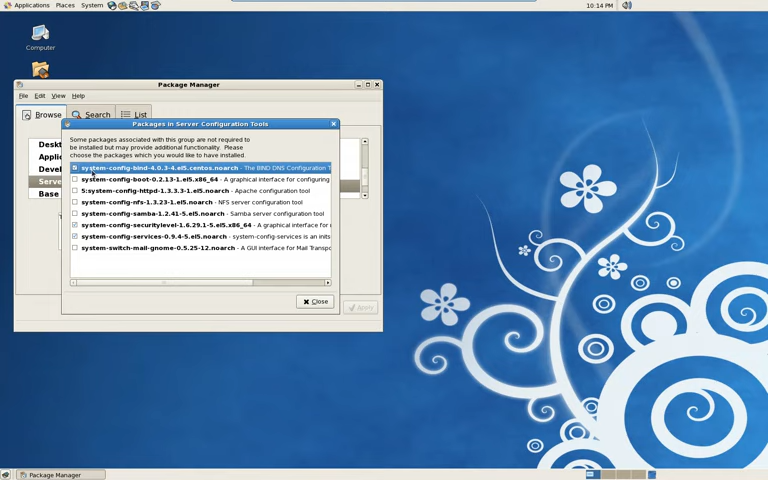 Applications Places System
10:14 PM
Computer
Package Manager
File Edit View Help
Browse Search List
Packages in Server Configuration Tools
Some packages associated with this group are not required
to be installed but may provide additional functionality. Please
choose the packages which you would like to have installed.
system-config-bind-4.0.3-4.el5.centos.noarch - The BIND DNS Configuration T
system-config-boot-0.2.13-1.el5.x86_64 - A graphical interface for configuring
5:system-config-httpd-1.3.3.3-1.el5.noarch - Apache configuration tool
system-config-nfs-1.3.23-1.el5.noarch - NFS server configuration tool
system-config-samba-1.2.41-5.el5.noarch - Samba server configuration tool
system-config-securitylevel-1.6.29.1-5.el5.x86_64 - A graphical interface for
system-config-services-0.9.4-5.el5.noarch - system-config-services is an inits
system-switch-mail-gnome-0.5.25-12.noarch - A GUI interface for Mail Transpo
Deskt
Applic
Devel
Serve
Base
Close
Apply
Package Manager